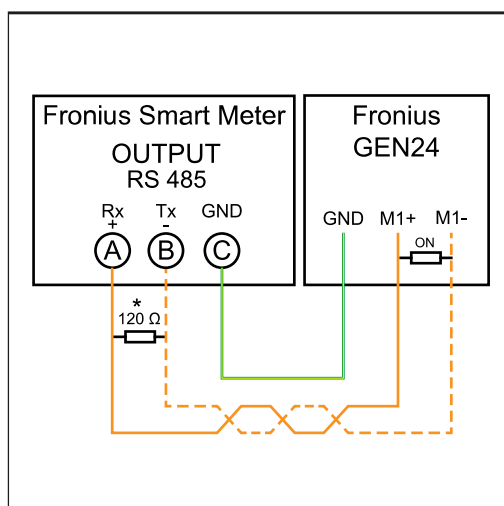 Fronius Smart Meter
OUTPUT
RS 485
Rx Tx GND
+ -
A B C
*
120 Ω
Fronius
GEN24
GND M1+ M1-
ON